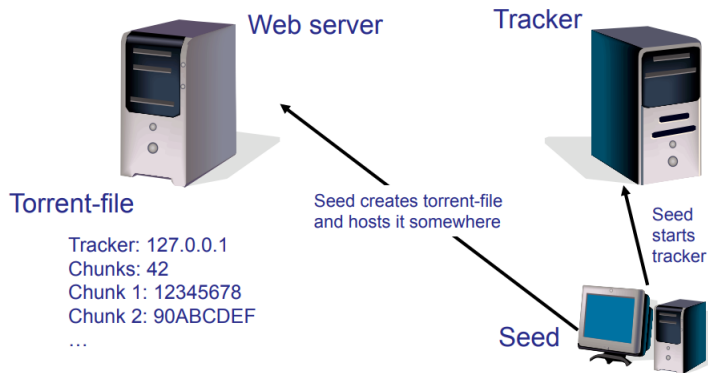 Web server
Tracker
Torrent-file
Tracker: 127.0.0.1
Chunks: 42
Chunk 1: 12345678
Chunk 2: 90ABCDEF
…
Seed creates torrent-file
and hosts it somewhere
Seed
starts
tracker
Seed